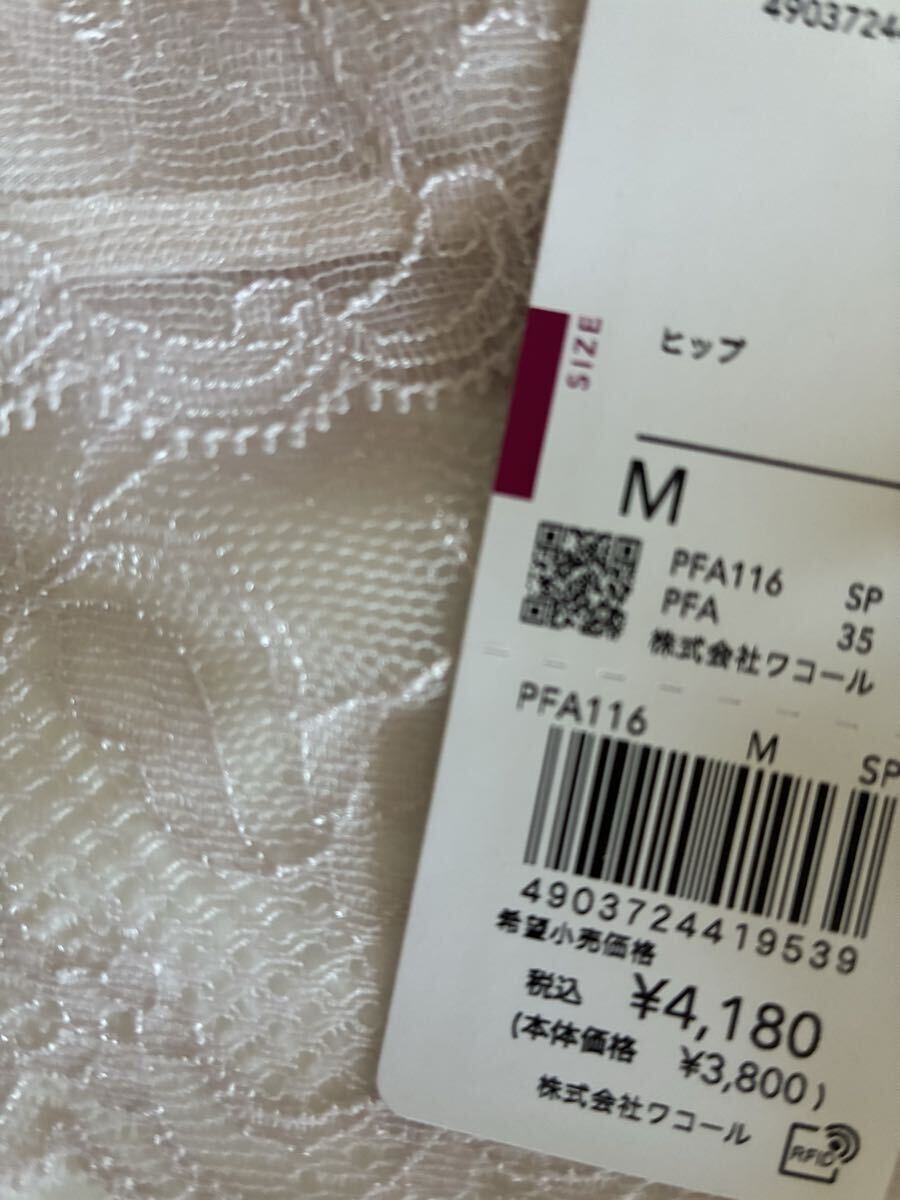 SIZE
ヒップ
M
PFA116 SP
PFA 35
株式会社ワコール
PFA116 M SP
4903724419539
希望小売価格
税込 ¥4,180
(本体価格 ¥3,800)
株式会社ワコール
RFID